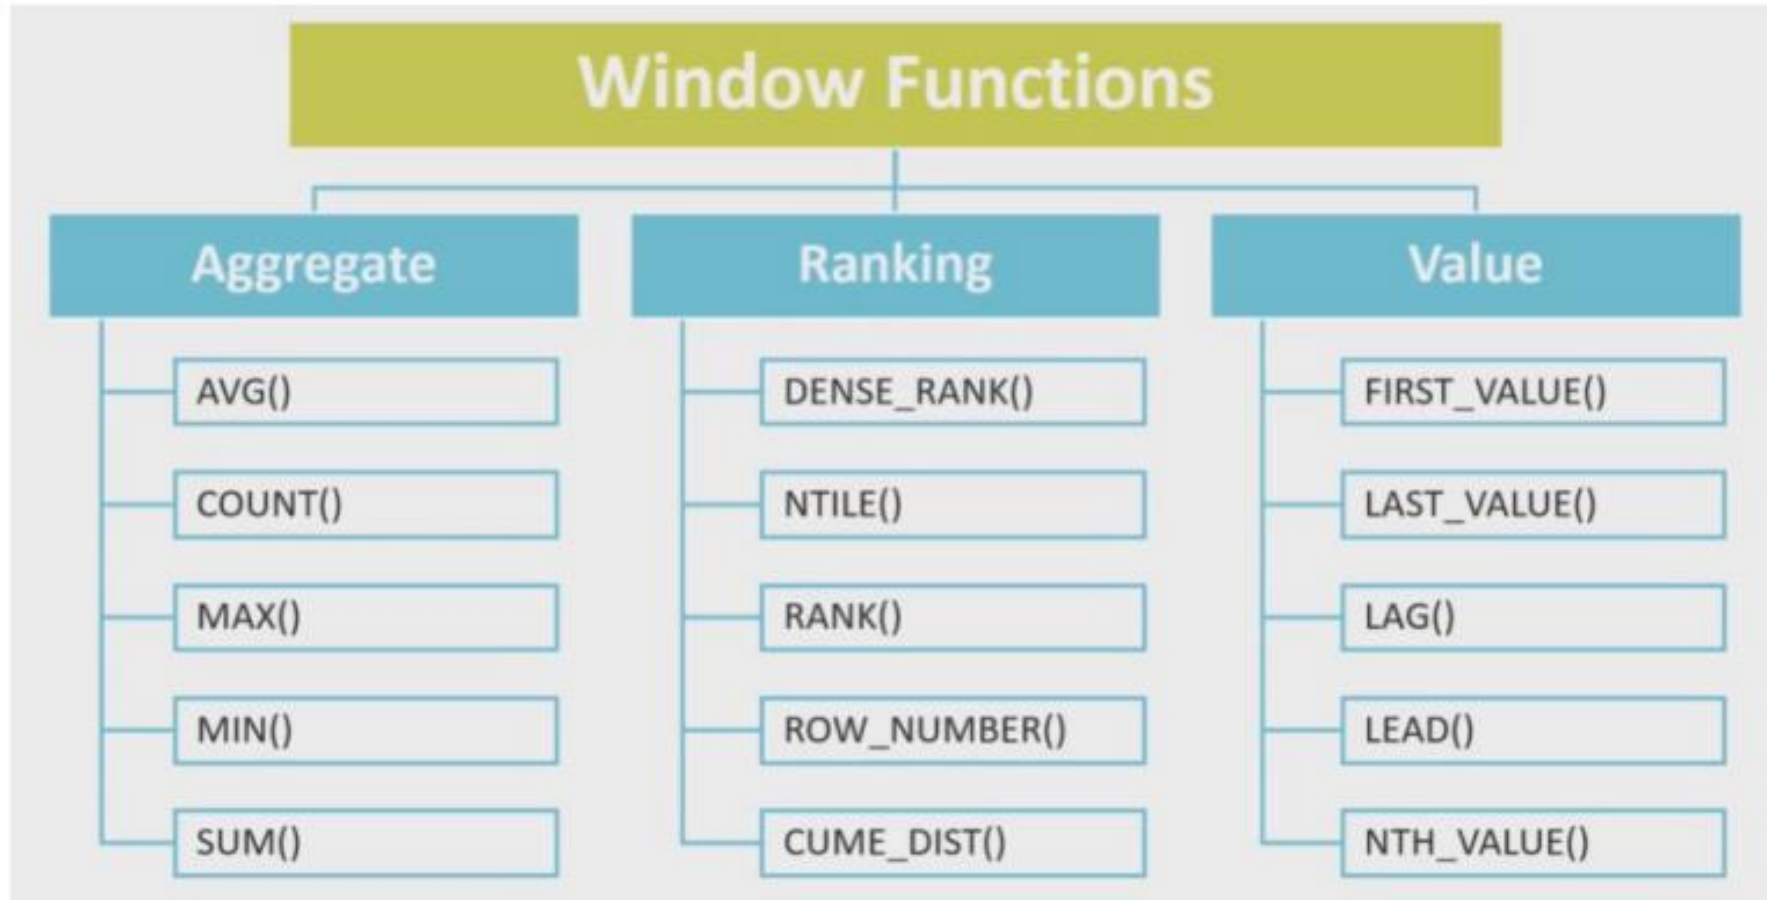 Window Functions
Aggregate
AVG()
COUNT()
MAX()
MIN()
SUM()
Ranking
DENSE_RANK()
NTILE()
RANK()
ROW_NUMBER()
CUME_DIST()
Value
FIRST_VALUE()
LAST_VALUE()
LAG()
LEAD()
NTH_VALUE()